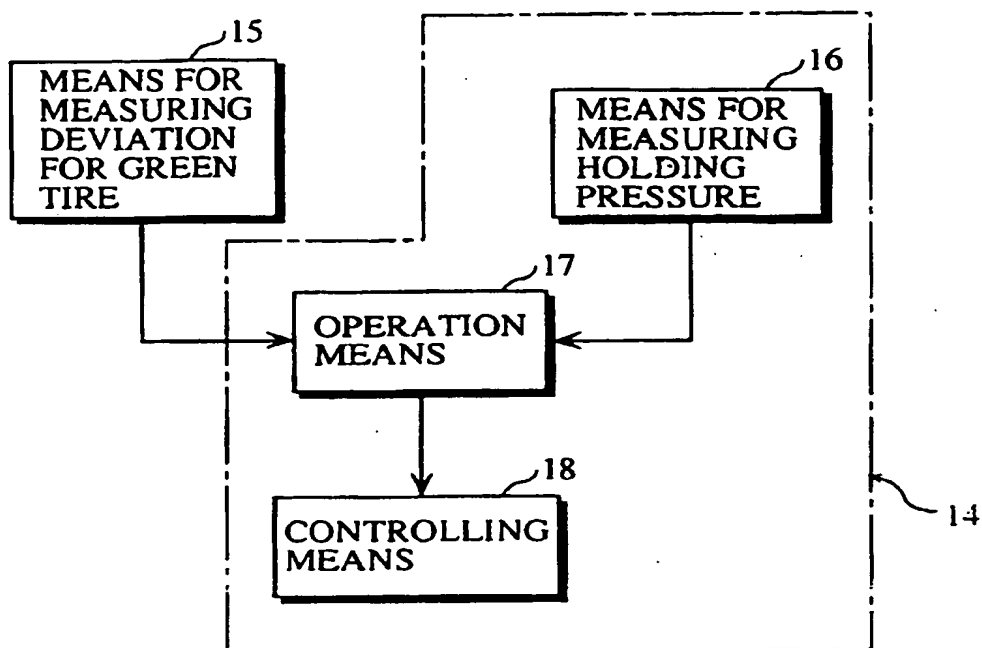 15
MEANS FOR
MEASURING
DEVIATION
FOR GREEN
TIRE
16
MEANS FOR
MEASURING
HOLDING
PRESSURE
17
OPERATION
MEANS
18
CONTROLLING
MEANS
14